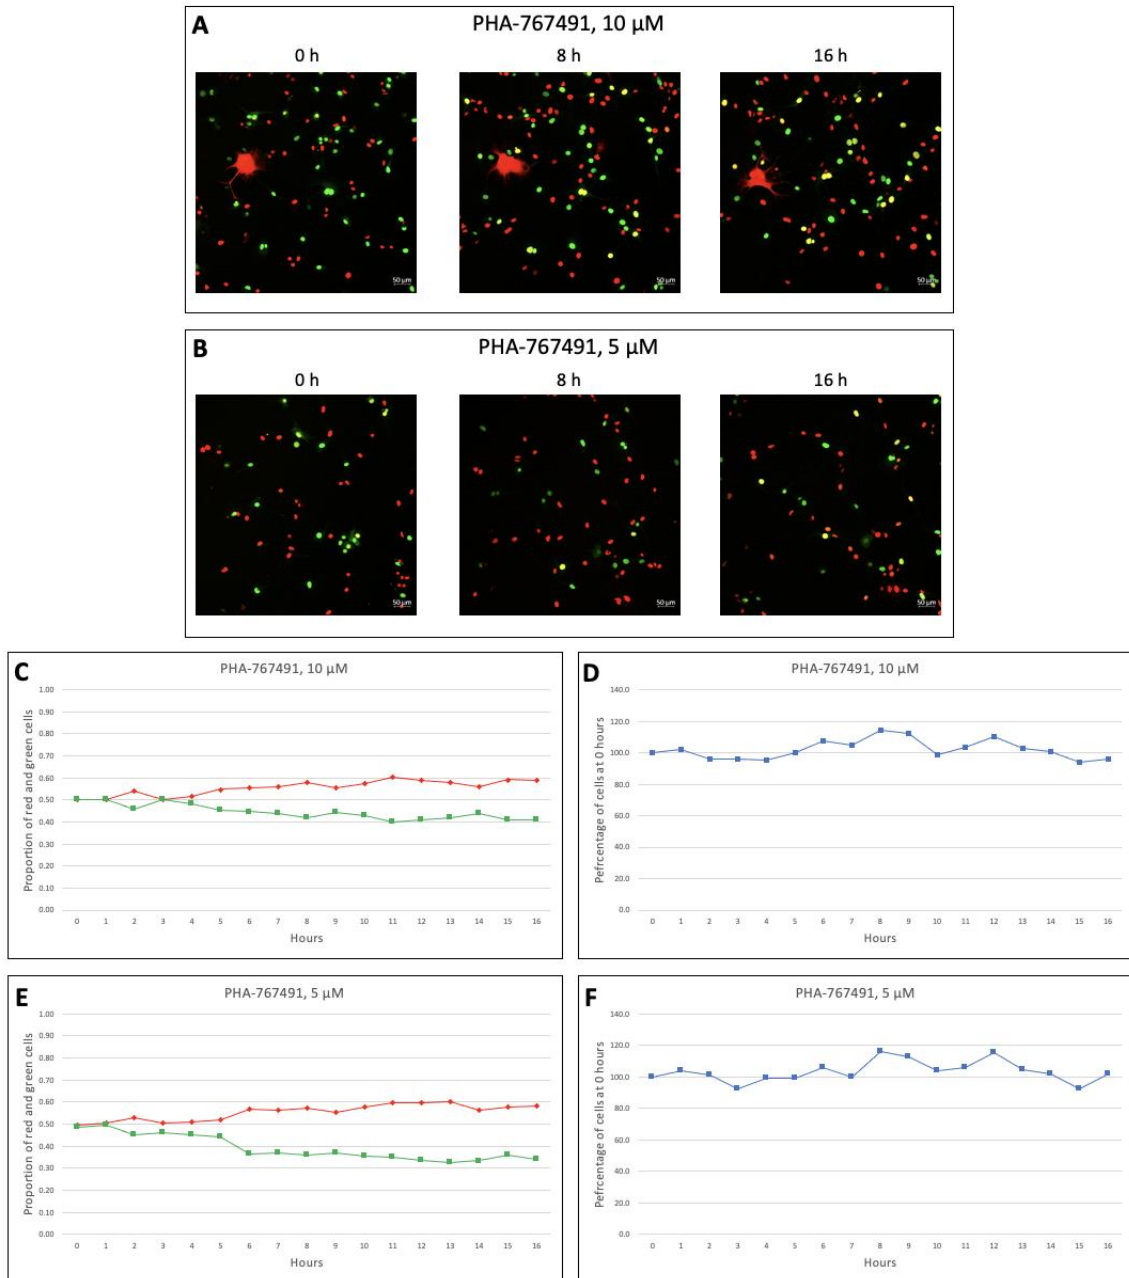 A
PHA-767491, 10 µM
0 h
8 h
16 h
50 µm
50 µm
50 µm
B
PHA-767491, 5 µM
0 h
8 h
16 h
50 µm
50 µm
50 µm
C
PHA-767491, 10 µM
Proportion of red and green cells
1.00
0.90
0.80
0.70
0.60
0.50
0.40
0.30
0.20
0.10
0.00
0 1 2 3 4 5 6 7 8 9 10 11 12 13 14 15 16
Hours
D
PHA-767491, 10 µM
Pefrcentage of cells at 0 hours
140.0
120.0
100.0
80.0
60.0
40.0
20.0
0.0
0 1 2 3 4 5 6 7 8 9 10 11 12 13 14 15 16
Hours
E
PHA-767491, 5 µM
Proportion of red and green cells
1.00
0.90
0.80
0.70
0.60
0.50
0.40
0.30
0.20
0.10
0.00
0 1 2 3 4 5 6 7 8 9 10 11 12 13 14 15 16
Hours
F
PHA-767491, 5 µM
Pefrcentage of cells at 0 hours
140.0
120.0
100.0
80.0
60.0
40.0
20.0
0.0
0 1 2 3 4 5 6 7 8 9 10 11 12 13 14 15 16
Hours